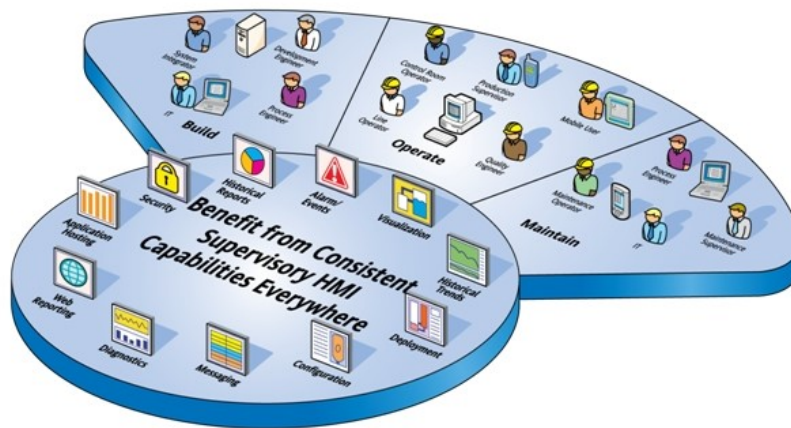 System
Integrator
Development
Engineer
IT
Process
Engineer
Build
Control Room
Operator
Production
Supervisor
Mobile User
Line
Operator
Quality
Engineer
Operate
Process
Engineer
Maintenance
Operator
IT
Maintenance
Supervisor
Maintain
Application
Hosting
Security
Historical
Reports
Alarm/
Events
Visualization
Historical
Trends
Deployment
Configuration
Messaging
Diagnostics
Web
Reporting
Benefit from Consistent
Supervisory HMI
Capabilities Everywhere